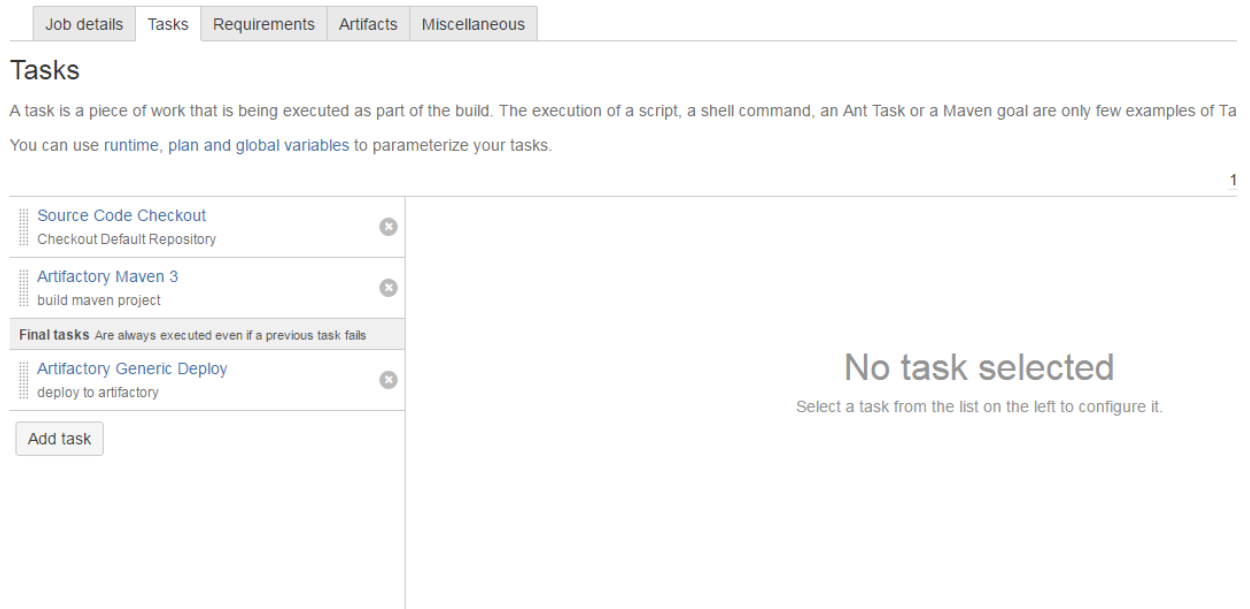 Job details Tasks Requirements Artifacts Miscellaneous
Tasks
A task is a piece of work that is being executed as part of the build. The execution of a script, a shell command, an Ant Task or a Maven goal are only few examples of Ta
You can use runtime, plan and global variables to parameterize your tasks.
1
Source Code Checkout
Checkout Default Repository
Artifactory Maven 3
build maven project
Final tasks Are always executed even if a previous task fails
Artifactory Generic Deploy
deploy to artifactory
Add task
No task selected
Select a task from the list on the left to configure it.